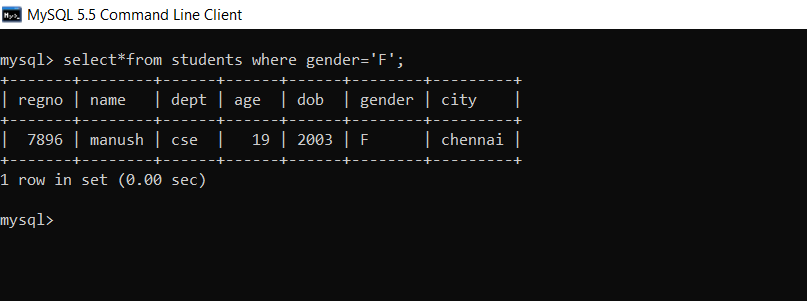 MySQL 5.5 Command Line Client
mysql> select*from students where gender='F';
+-------+--------+------+------+------+--------+---------+
| regno | name   | dept | age  | dob  | gender | city    |
+-------+--------+------+------+------+--------+---------+
|  7896 | manush | cse  |   19 | 2003 | F      | chennai |
+-------+--------+------+------+------+--------+---------+
1 row in set (0.00 sec)
mysql>